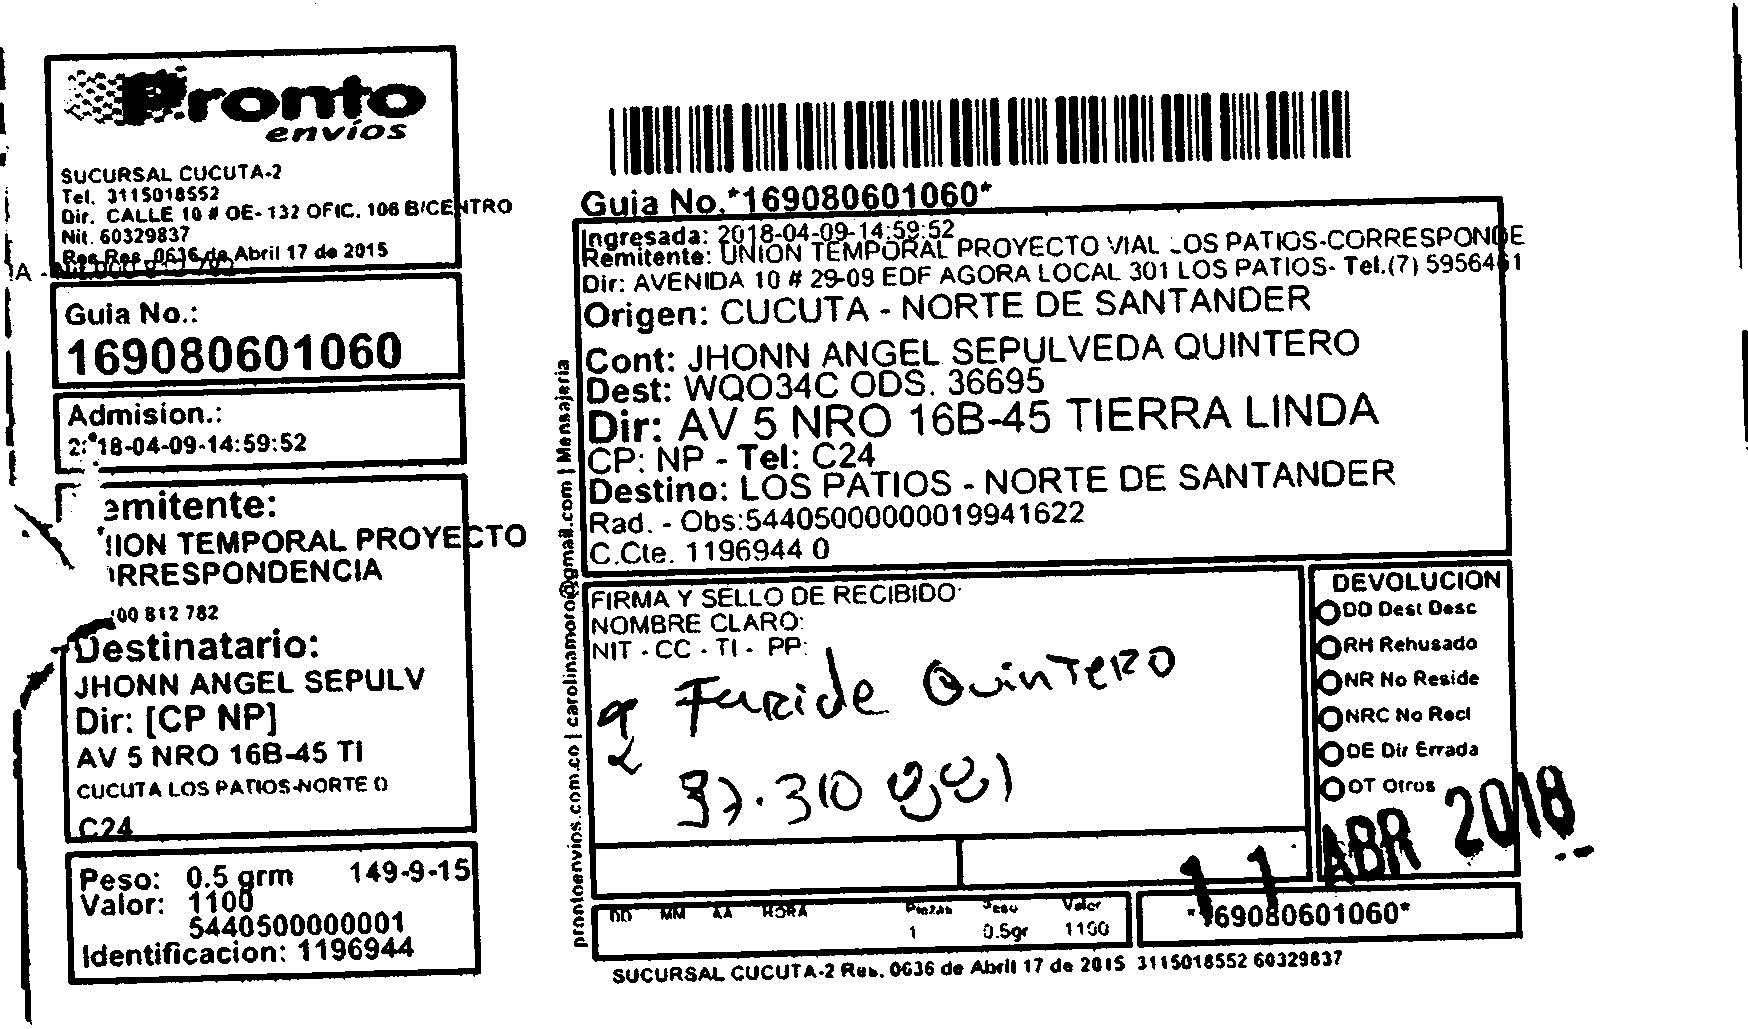 Pronto
envíos
SUCURSAL CUCUTA-2
Tel. 3115018552
Dir. CALLE 10 # OE-132 OFIC. 106 B/CENTRO
Nit. 60329837
Res Res. 0636 de Abril 17 de 2015
Guia No.:
169080601060
Admision.:
18-04-09-14:59:52
emitente:
ION TEMPORAL PROYECTO
RRESPONDENCIA
00 812 782
Destinatario:
JHONN ANGEL SEPULV
Dir: [CP NP]
AV 5 NRO 16B-45 TI
CUCUTA LOS PATIOS-NORTE D
C24
Peso: 0.5 grm 149-9-15
Valor: 1100
5440500000001
Identificacion: 1196944
prontoenvios.com.co | carolinamoro@gmail.com | Mensajeria
Guia No.*169080601060*
Ingresada: 2018-04-09-14:59:52
Remitente: UNION TEMPORAL PROYECTO VIAL LOS PATIOS-CORRESPONDE
Dir: AVENIDA 10 # 29-09 EDF AGORA LOCAL 301 LOS PATIOS- Tel.(7) 5956461
Origen: CUCUTA - NORTE DE SANTANDER
Cont: JHONN ANGEL SEPULVEDA QUINTERO
Dest: WQO34C ODS. 36695
Dir: AV 5 NRO 16B-45 TIERRA LINDA
CP: NP - Tel: C24
Destino: LOS PATIOS - NORTE DE SANTANDER
Rad. - Obs:54405000000019941622
C.Cte. 1196944 0
FIRMA Y SELLO DE RECIBIDO:
NOMBRE CLARO:
NIT - CC - TI - PP:
Faride Quintero
37.310
DEVOLUCION
DD Dest Desc
RH Rehusado
NR No Reside
NRC No Recl
DE Dir Errada
OT Otros
11 ABR 2018
DD MM AA HORA Piezas Peso Valor
1 0.5gr 1100
*169080601060*
SUCURSAL CUCUTA-2 Res. 0636 de Abril 17 de 2015 3115018552 60329837